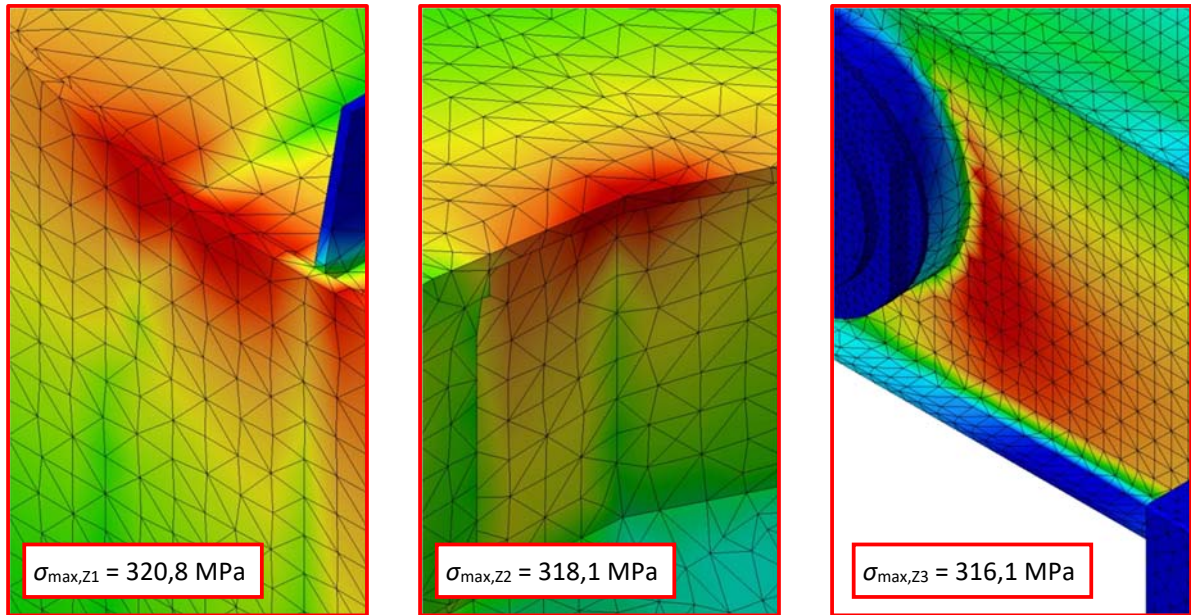 σmax,Z1 = 320,8 MPa
σmax,Z2 = 318,1 MPa
σmax,Z3 = 316,1 MPa